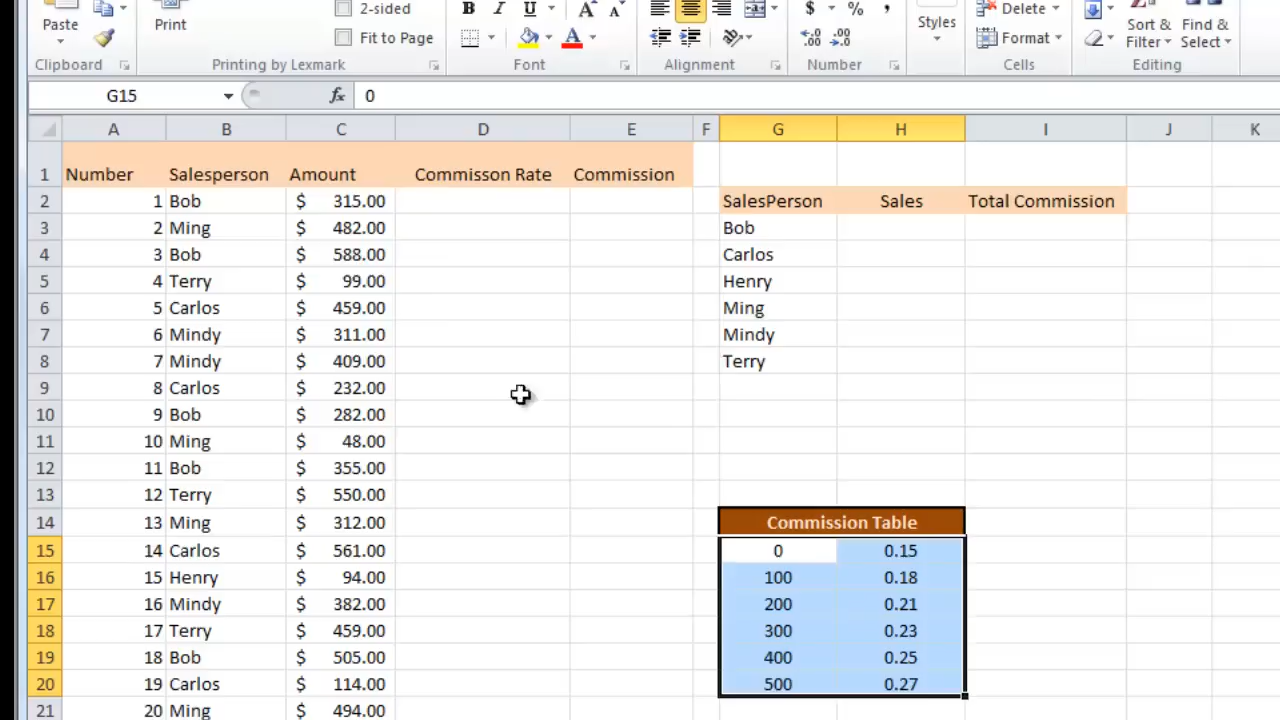 Paste
Print
2-sided
Fit to Page
B I U A A
A
$ % ,
.00 .0
Styles
Delete
Format
Sort & Filter
Find & Select
Clipboard Printing by Lexmark Font Alignment Number Cells Editing
G15 fx 0
A B C D E F G H I J K
1 Number Salesperson Amount Commisson Rate Commission
2 1 Bob $ 315.00 SalesPerson Sales Total Commission
3 2 Ming $ 482.00 Bob
4 3 Bob $ 588.00 Carlos
5 4 Terry $ 99.00 Henry
6 5 Carlos $ 459.00 Ming
7 6 Mindy $ 311.00 Mindy
8 7 Mindy $ 409.00 Terry
9 8 Carlos $ 232.00
10 9 Bob $ 282.00
11 10 Ming $ 48.00
12 11 Bob $ 355.00
13 12 Terry $ 550.00
14 13 Ming $ 312.00 Commission Table
15 14 Carlos $ 561.00 0 0.15
16 15 Henry $ 94.00 100 0.18
17 16 Mindy $ 382.00 200 0.21
18 17 Terry $ 459.00 300 0.23
19 18 Bob $ 505.00 400 0.25
20 19 Carlos $ 114.00 500 0.27
21 20 Ming $ 494.00